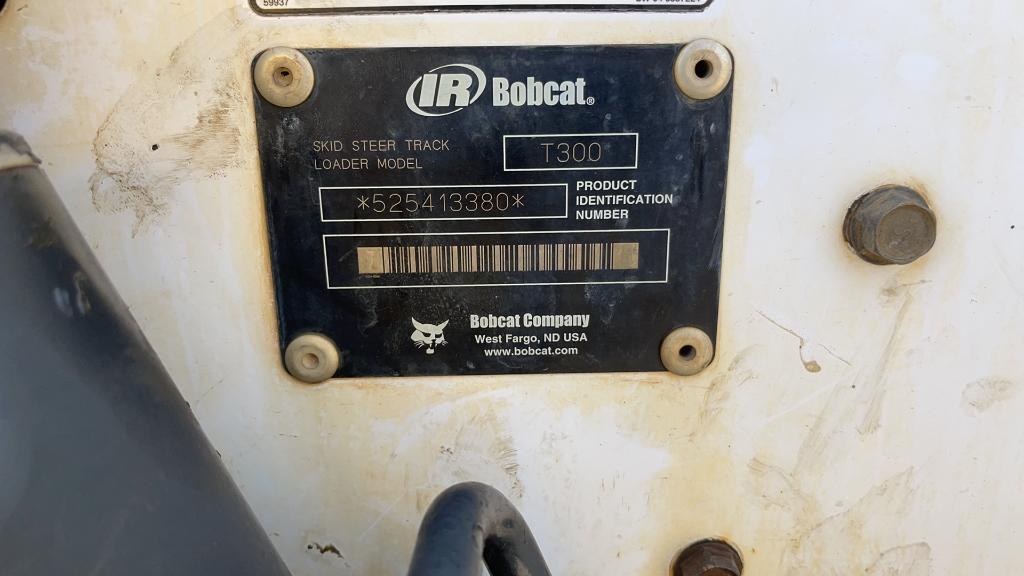 59937
IR Bobcat®
SKID STEER TRACK
LOADER MODEL
T300
*525413380*
PRODUCT
IDENTIFICATION
NUMBER
Bobcat Company
West Fargo, ND USA
www.bobcat.com